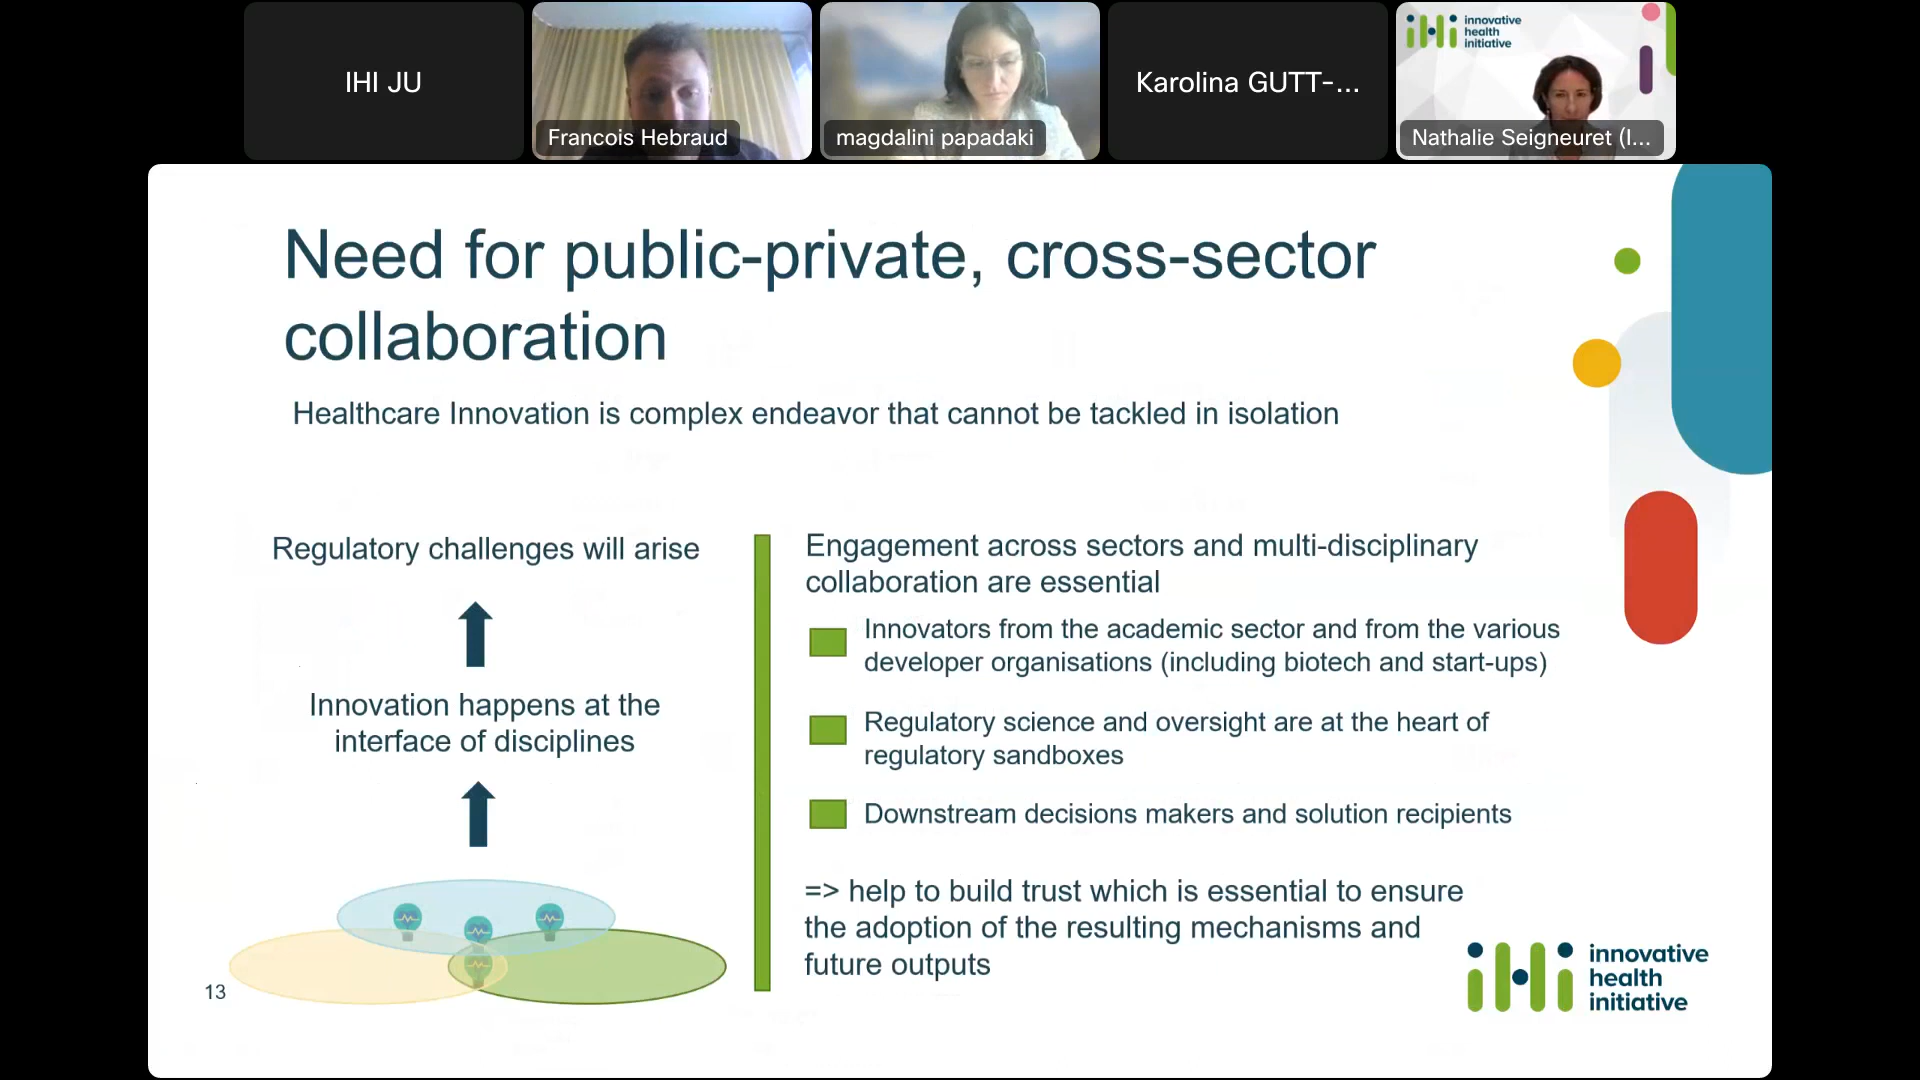 IHI JU
Francois Hebraud
magdalini papadaki
Karolina GUTT-...
innovative
health
initiative
Nathalie Seigneuret (I...
Need for public-private, cross-sector
collaboration
Healthcare Innovation is complex endeavor that cannot be tackled in isolation
Regulatory challenges will arise
Innovation happens at the
interface of disciplines
Engagement across sectors and multi-disciplinary
collaboration are essential
Innovators from the academic sector and from the various
developer organisations (including biotech and start-ups)
Regulatory science and oversight are at the heart of
regulatory sandboxes
Downstream decisions makers and solution recipients
=> help to build trust which is essential to ensure
the adoption of the resulting mechanisms and
future outputs
13
ihi
innovative
health
initiative